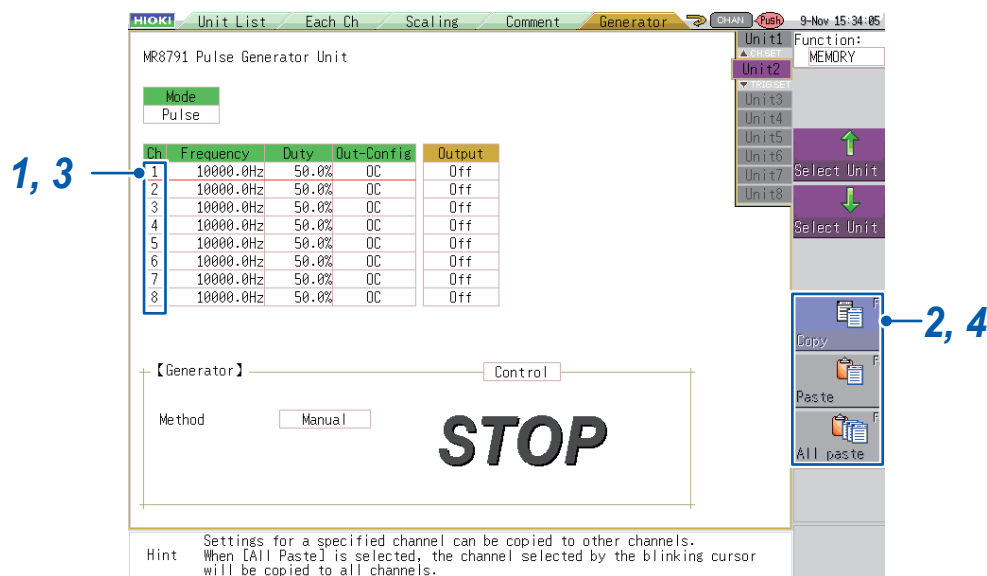 HIOKI Unit List Each Ch Scaling Comment Generator CHAN Push 9-Nov 15:34:05
MR8791 Pulse Generator Unit
Mode
Pulse
Ch Frequency Duty Out-Config Output
1 10000.0Hz 50.0% OC Off
2 10000.0Hz 50.0% OC Off
3 10000.0Hz 50.0% OC Off
4 10000.0Hz 50.0% OC Off
5 10000.0Hz 50.0% OC Off
6 10000.0Hz 50.0% OC Off
7 10000.0Hz 50.0% OC Off
8 10000.0Hz 50.0% OC Off
1, 3
Unit1
▲ CH.SET
Unit2
▼ TRIG SET
Unit3
Unit4
Unit5
Unit6
Unit7
Unit8
Function:
MEMORY
Select Unit
Select Unit
F
Copy
F
Paste
F
All paste
2, 4
【Generator】 Control
Method Manual
STOP
Hint Settings for a specified channel can be copied to other channels.
When [All Paste] is selected, the channel selected by the blinking cursor
will be copied to all channels.